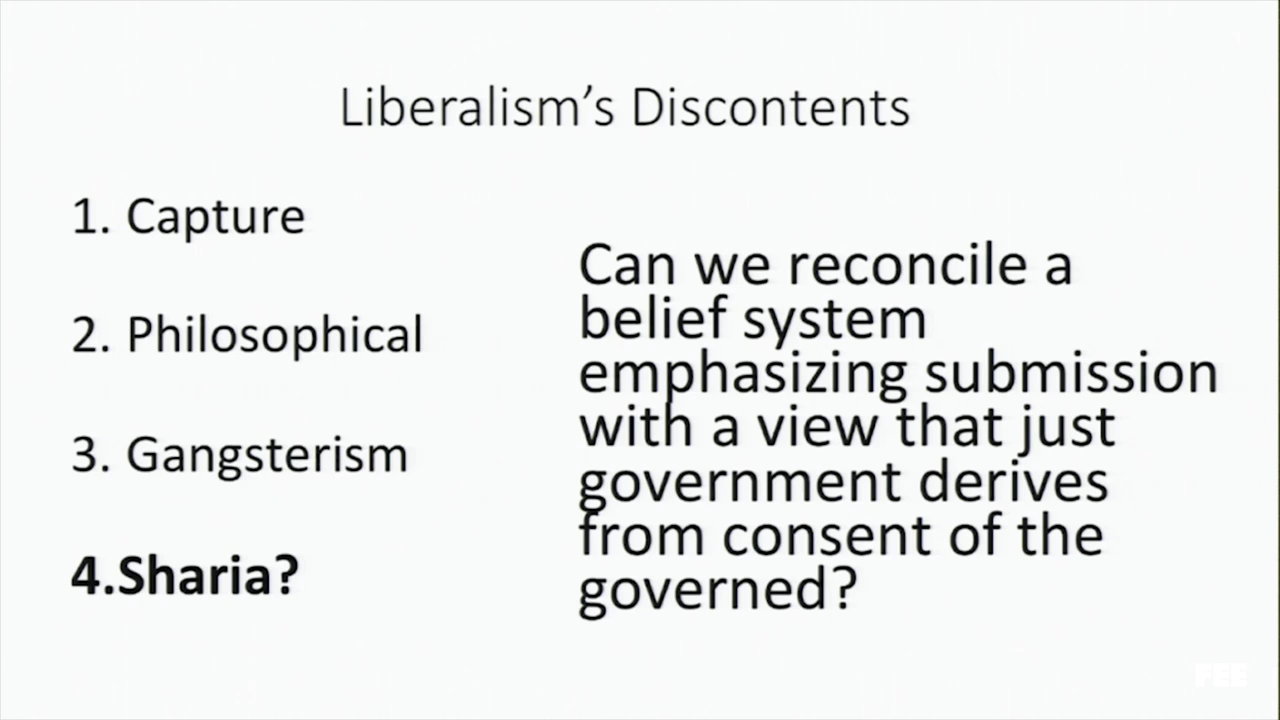 Liberalism’s Discontents
1. Capture
2. Philosophical
3. Gangsterism
4.Sharia?
Can we reconcile a
belief system
emphasizing submission
with a view that just
government derives
from consent of the
governed?
FEE